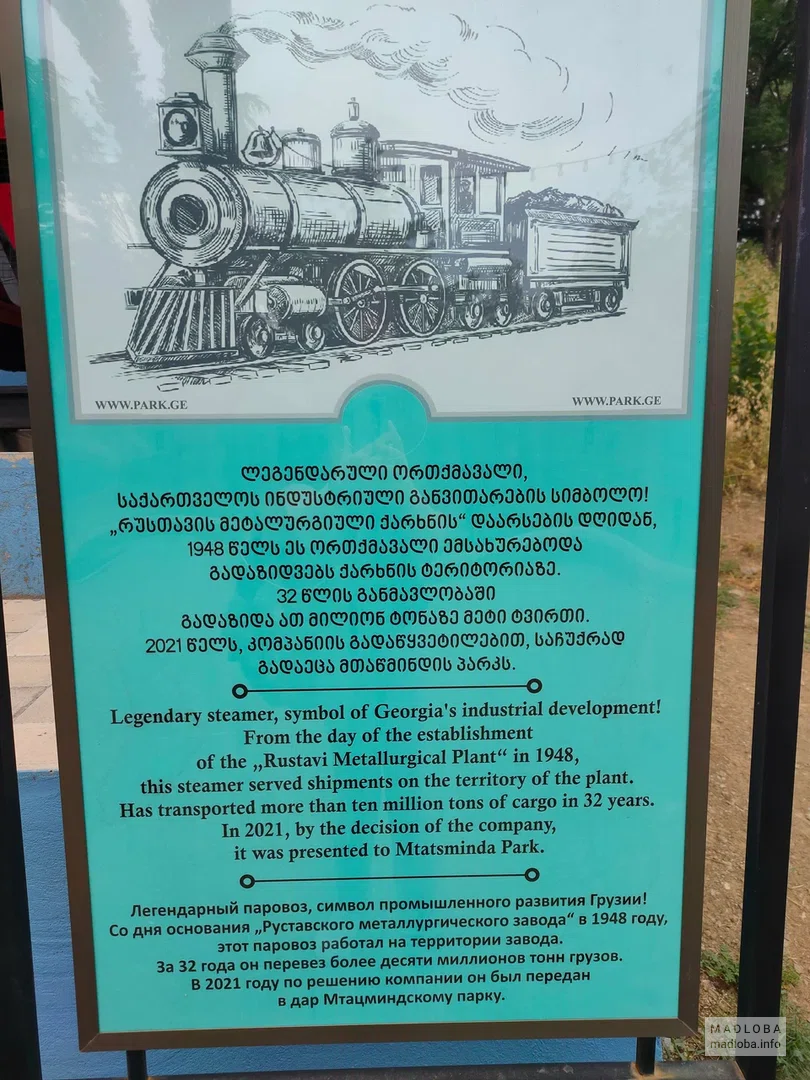 WWW.PARK.GE
WWW.PARK.GE
ლეგენდარული ორთქმავალი,
საქართველოს ინდუსტრიული განვითარების სიმბოლო!
„რუსთავის მეტალურგიული ქარხნის“ დაარსების დღიდან,
1948 წელს ეს ორთქმავალი ემსახურებოდა
გადაზიდვებს ქარხნის ტერიტორიაზე.
32 წლის განმავლობაში
გადაზიდა ათ მილიონ ტონაზე მეტი ტვირთი.
2021 წელს, კომპანიის გადაწყვეტილებით, საჩუქრად
გადაეცა მთაწმინდის პარკს.
Legendary steamer, symbol of Georgia's industrial development!
From the day of the establishment
of the „Rustavi Metallurgical Plant“ in 1948,
this steamer served shipments on the territory of the plant.
Has transported more than ten million tons of cargo in 32 years.
In 2021, by the decision of the company,
it was presented to Mtatsminda Park.
Легендарный паровоз, символ промышленного развития Грузии!
Со дня основания „Руставского металлургического завода“ в 1948 году,
этот паровоз работал на территории завода.
За 32 года он перевез более десяти миллионов тонн грузов.
В 2021 году по решению компании он был передан
в дар Мтацминдскому парку.
MADLOBA
madloba.info